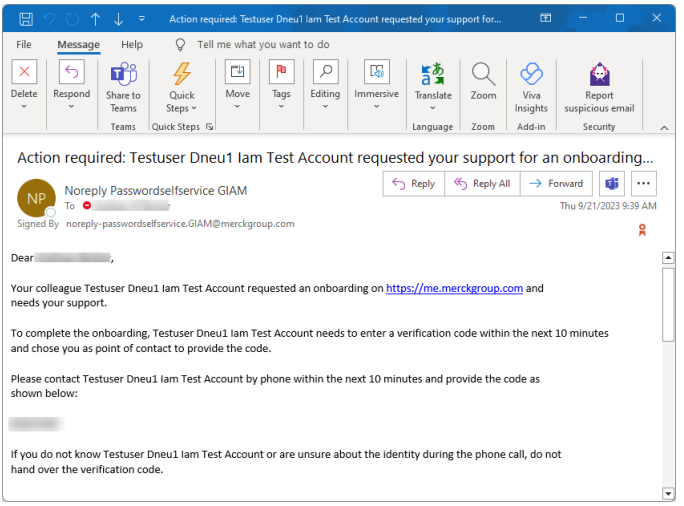 Action required: Testuser Dneu1 Iam Test Account requested your support for...
File Message Help Tell me what you want to do
Delete
Respond
Share to Teams
Quick Steps
Move
Tags
Editing
Immersive
Translate
Zoom
Viva Insights
Report suspicious email
Teams Quick Steps Language Zoom Add-in Security
Action required: Testuser Dneu1 Iam Test Account requested your support for an onboarding...
NP
Noreply Passwordselfservice GIAM
Reply Reply All Forward
To
Thu 9/21/2023 9:39 AM
Signed By noreply-passwordselfservice.GIAM@merckgroup.com
Dear ,
Your colleague Testuser Dneu1 Iam Test Account requested an onboarding on https://me.merckgroup.com and
needs your support.
To complete the onboarding, Testuser Dneu1 Iam Test Account needs to enter a verification code within the next 10 minutes
and chose you as point of contact to provide the code.
Please contact Testuser Dneu1 Iam Test Account by phone within the next 10 minutes and provide the code as
shown below:
If you do not know Testuser Dneu1 Iam Test Account or are unsure about the identity during the phone call, do not
hand over the verification code.